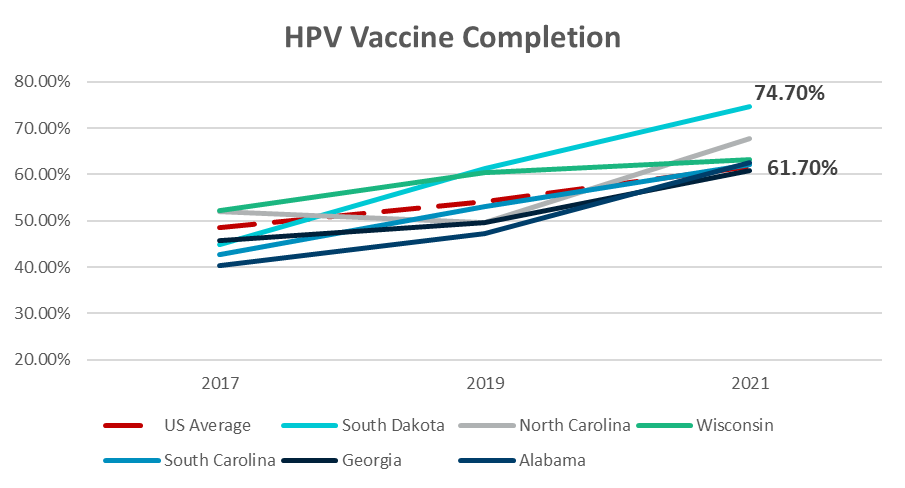 HPV Vaccine Completion
80.00%
74.70%
70.00%
60.00%
61.70%
50.00%
40.00%
30.00%
20.00%
2017 2019 2021
US Average South Dakota North Carolina Wisconsin
South Carolina Georgia Alabama